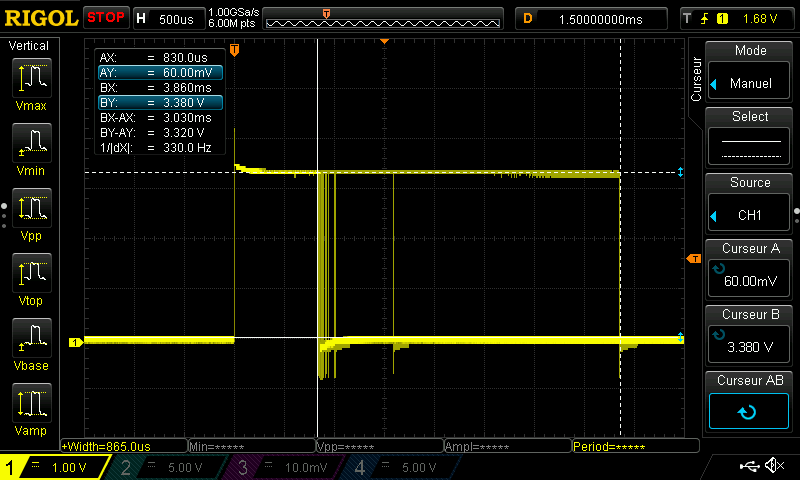 RIGOL STOP H 500us 1.00GSa/s 6.00M pts T D 1.50000000ms T 1 1.68 V
Vertical
Vmax
Vmin
Vpp
Vtop
Vbase
Vamp
T
AX: = 830.0us
AY: = 60.00mV
BX: = 3.860ms
BY: = 3.380 V
BX-AX: = 3.030ms
BY-AY: = 3.320 V
1/|dX|: = 330.0 Hz
1
T
Curseur
Mode
Manuel
Select
Source
CH1
Curseur A
60.00mV
Curseur B
3.380 V
Curseur AB
+Width=865.0us Min=***** Vpp=***** Ampl=***** Period=*****
1 = 1.00 V 2 = 5.00 V 3 = 10.0mV 4 = 5.00 V